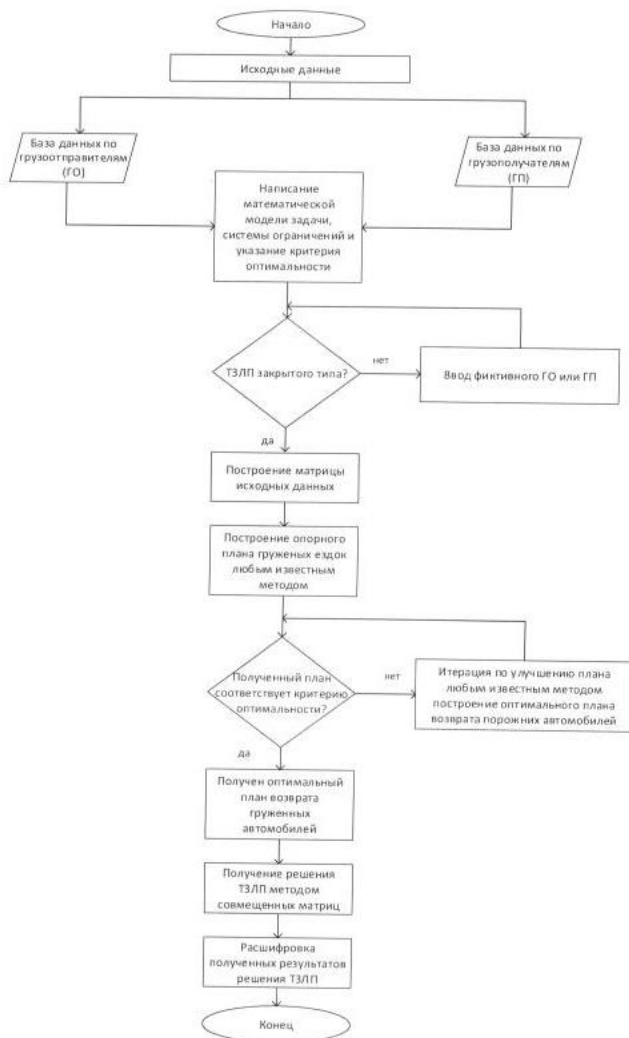 Начало
Исходные данные
База данных по
грузоотправителям
(ГО]
База данных по
грузополучателям
(ГП)
Написание
математической
модели задачи,
системы ограничений и
указание критерия
оптимальности
ТЗЛП закрытого типа?
нет
Ввод фиктивного ГО или ГП
да
Построение матрицы
исходных данных
Построение опорного
плана груженых ездок
любым известным
методом
Полученный план
соответствует критерию
оптимальности?
нет
Итерация по улучшению плана
любым известным методом
построение оптимального плана
возврата порожних автомобилей
да
Получен оптимальный
план возврата
груженных
автомобилей
Получение решения
ТЗЛП методом
совмещенных матриц
Расшифровка
полученных результатов
решения ТЗЛП
Конец